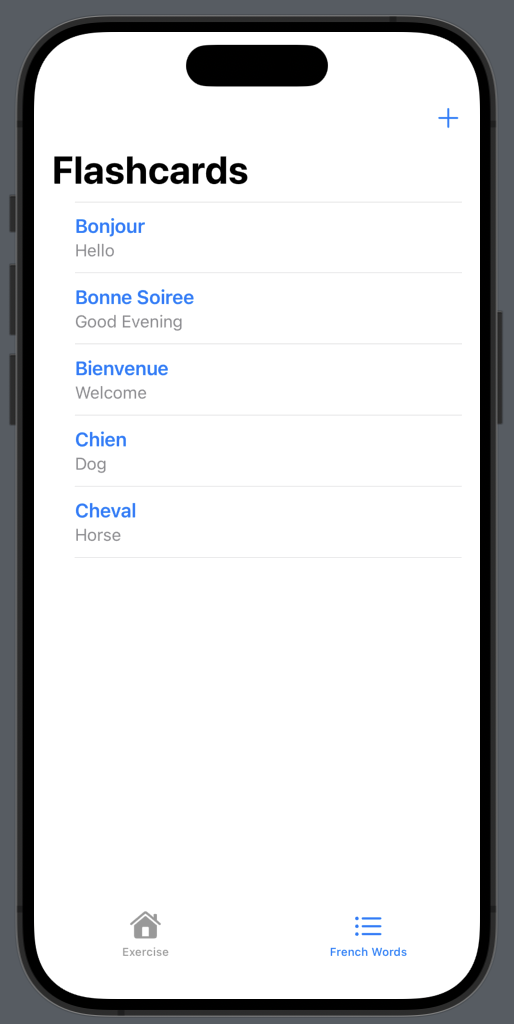 Flashcards
Bonjour
Hello
Bonne Soiree
Good Evening
Bienvenue
Welcome
Chien
Dog
Cheval
Horse
Exercise
French Words